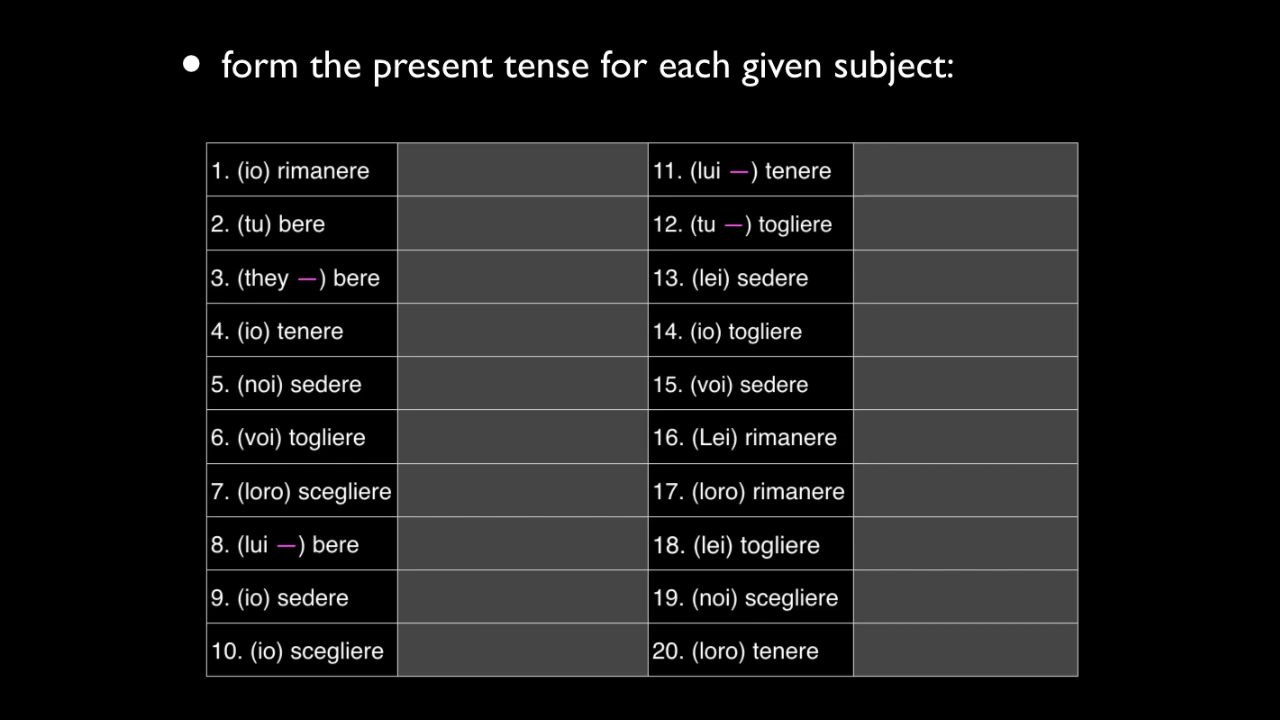 • form the present tense for each given subject:
1. (io) rimanere
2. (tu) bere
3. (they —) bere
4. (io) tenere
5. (noi) sedere
6. (voi) togliere
7. (loro) scegliere
8. (lui —) bere
9. (io) sedere
10. (io) scegliere
11. (lui —) tenere
12. (tu —) togliere
13. (lei) sedere
14. (io) togliere
15. (voi) sedere
16. (Lei) rimanere
17. (loro) rimanere
18. (lei) togliere
19. (noi) scegliere
20. (loro) tenere